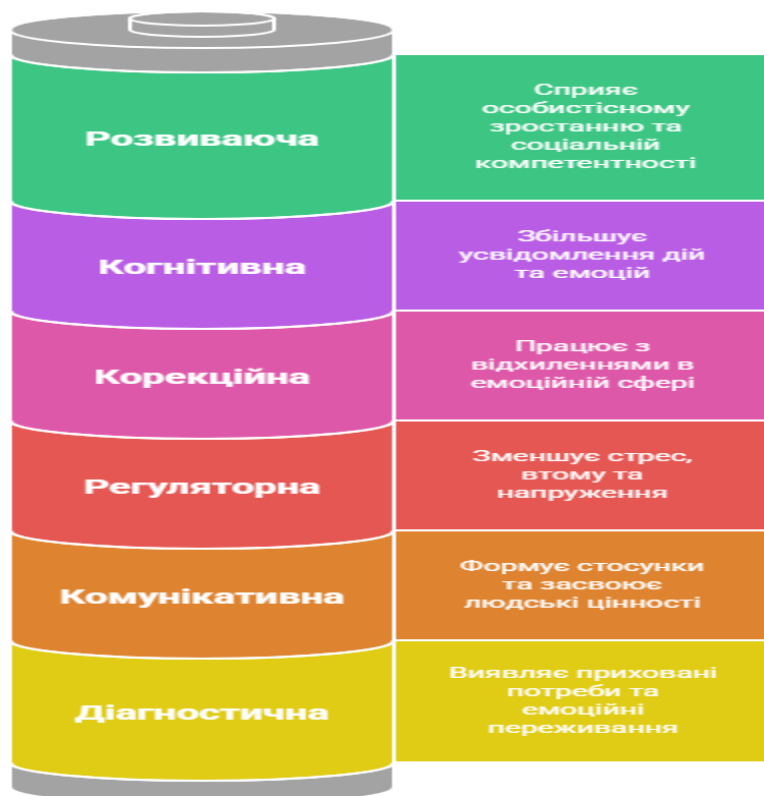 Розвиваюча
Сприяє
особистісному
зростанню та
соціальній
компетентності
Когнітивна
Збільшує
усвідомлення дій
та емоцій
Корекційна
Працює з
відхиленнями в
емоційній сфері
Регуляторна
Зменшує стрес,
втому та
напруження
Комунікативна
Формує стосунки
та засвоює
людські цінності
Діагностична
Виявляє приховані
потреби та
емоційні
переживання